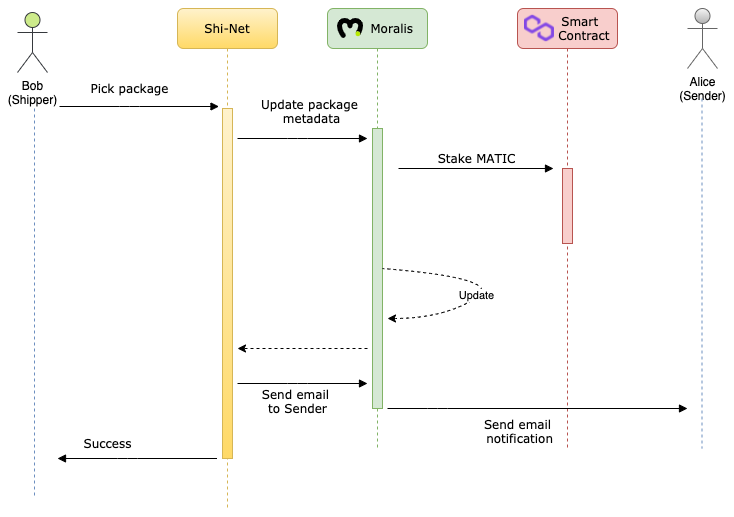 Shi-Net
Moralis
Smart
Contract
Bob
(Shipper)
Alice
(Sender)
Pick package
Update package
metadata
Stake MATIC
Update
Send email
to Sender
Send email
notification
Success